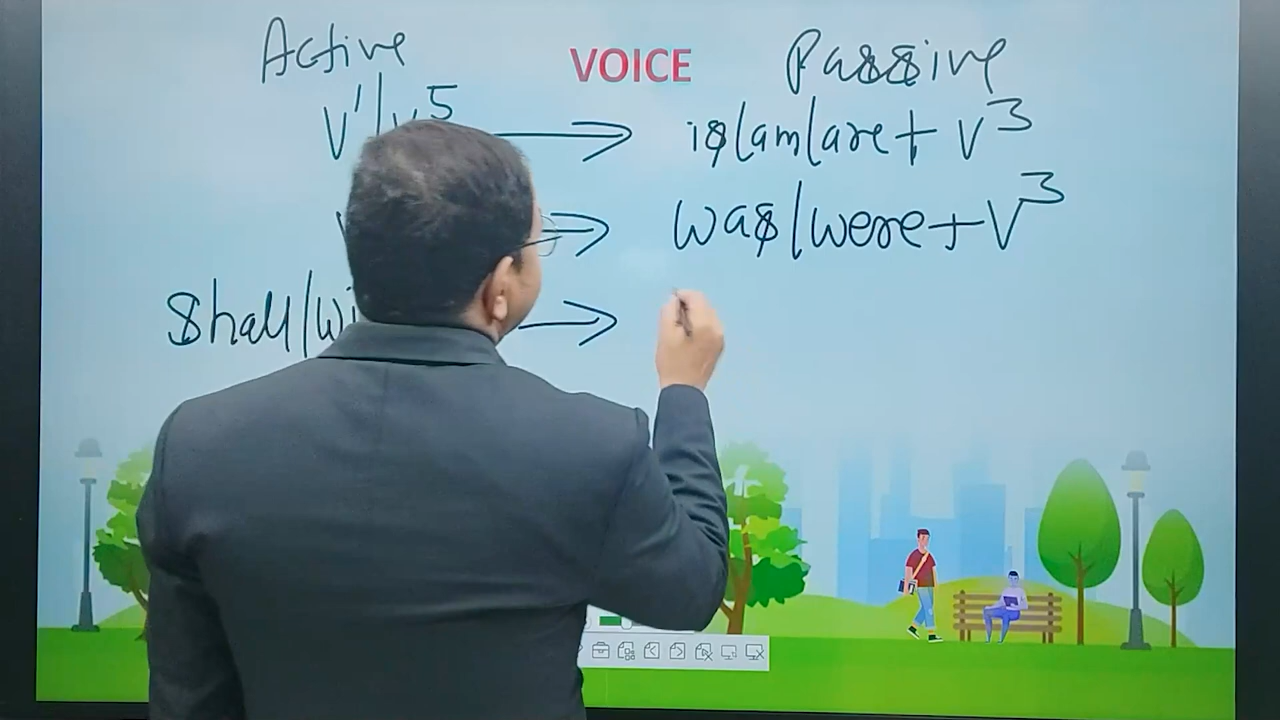 Active VOICE Passive
V¹/V⁵ → is/am/are + V³
→ was/were + V³
Shall/Wi →